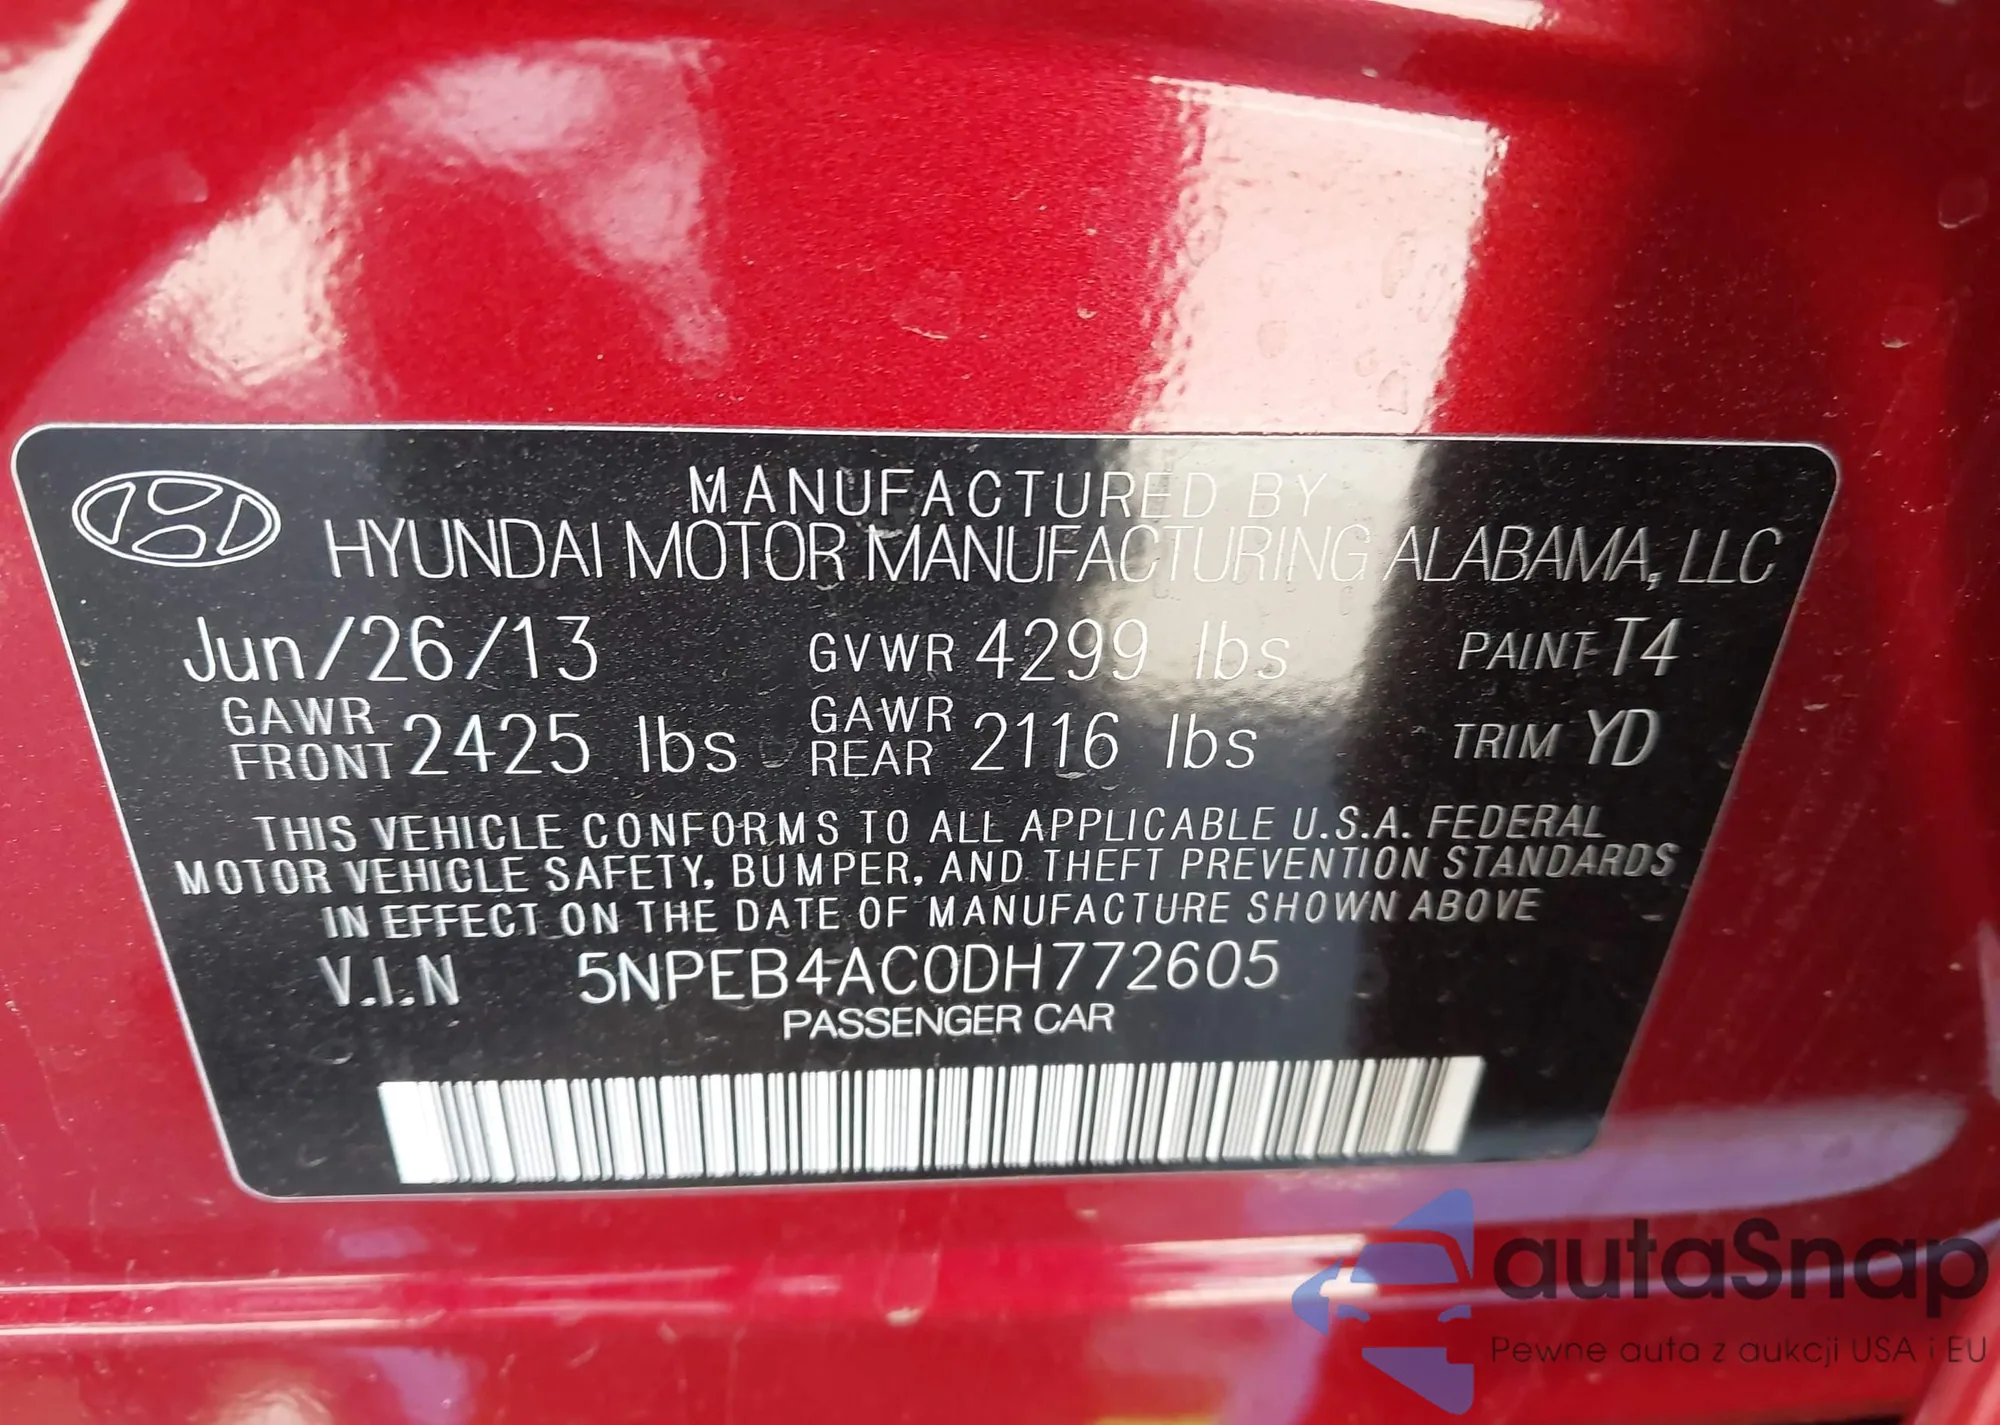 MANUFACTURED BY
HYUNDAI MOTOR MANUFACTURING ALABAMA, LLC
Jun/26/13 GVWR 4299 lbs PAINT T4
GAWR FRONT 2425 lbs GAWR REAR 2116 lbs TRIM YD
THIS VEHICLE CONFORMS TO ALL APPLICABLE U.S.A. FEDERAL
MOTOR VEHICLE SAFETY, BUMPER, AND THEFT PREVENTION STANDARDS
IN EFFECT ON THE DATE OF MANUFACTURE SHOWN ABOVE
V.I.N 5NPEB4AC0DH772605
PASSENGER CAR
autaSnap
Pewne auta z aukcji USA i EU